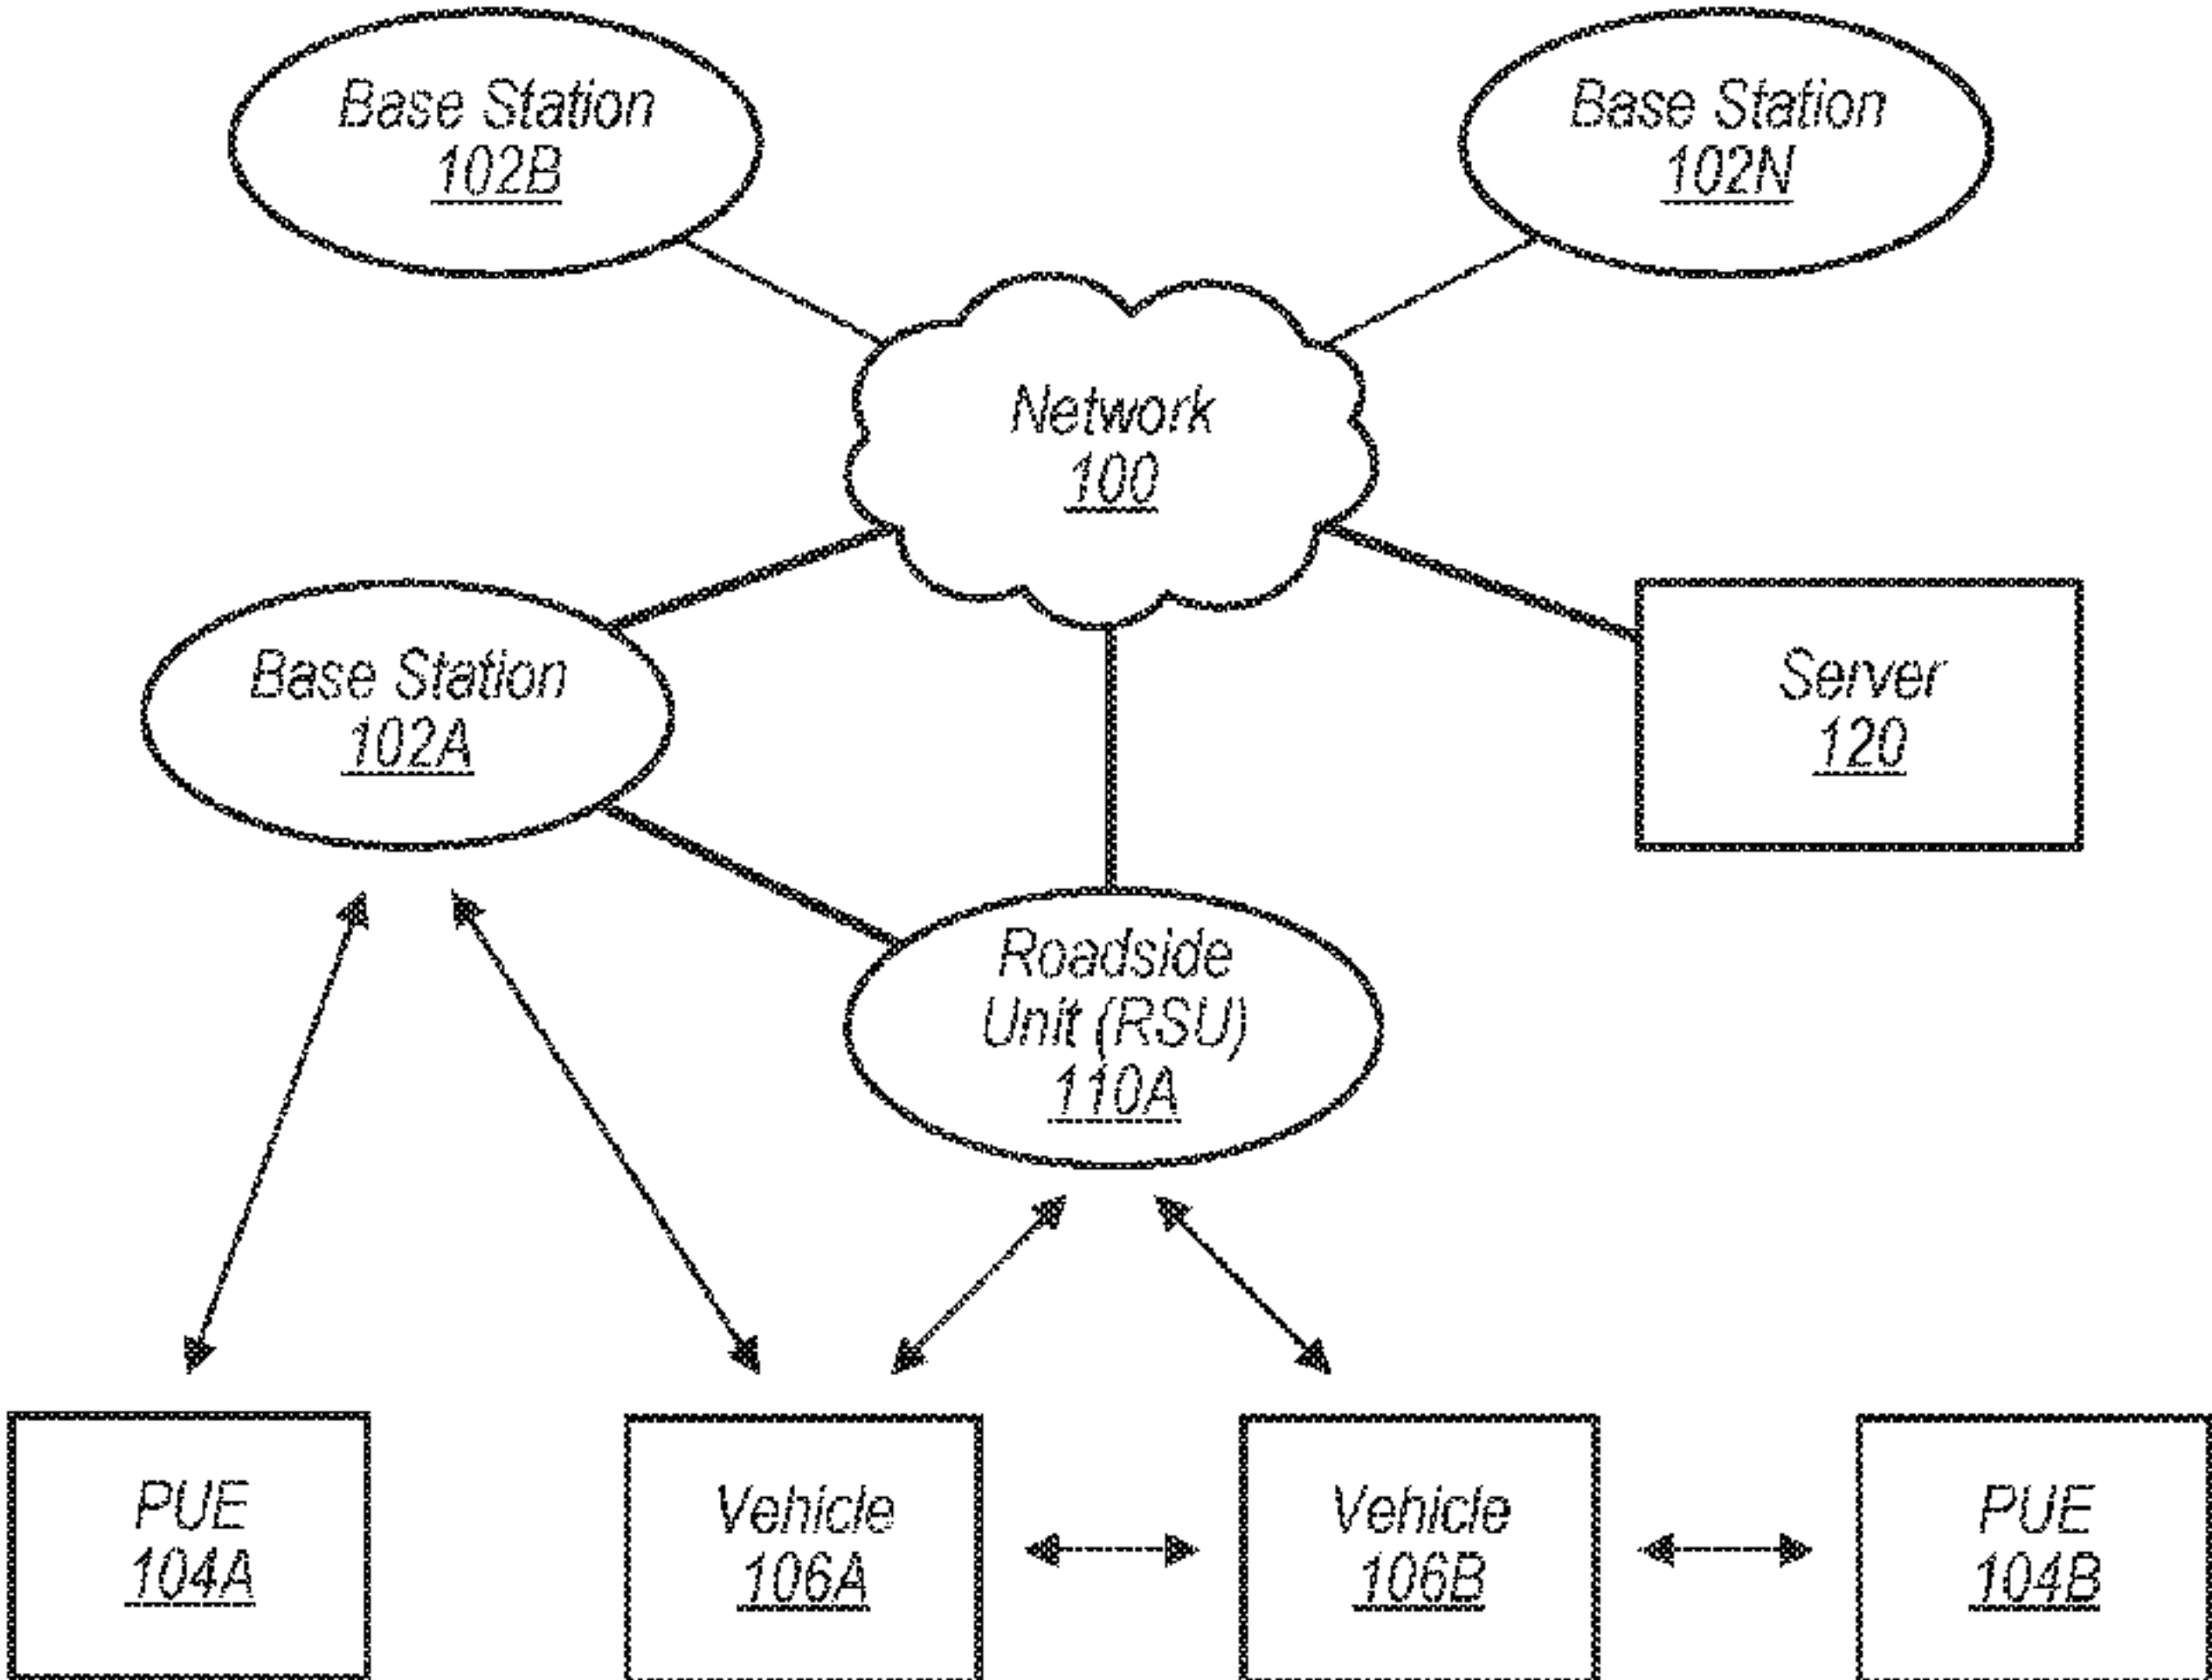 Base Station
102B
Base Station
102N
Network
100
Base Station
102A
Server
120
Roadside
Unit (RSU)
110A
PUE
104A
Vehicle
106A
Vehicle
106B
PUE
104B